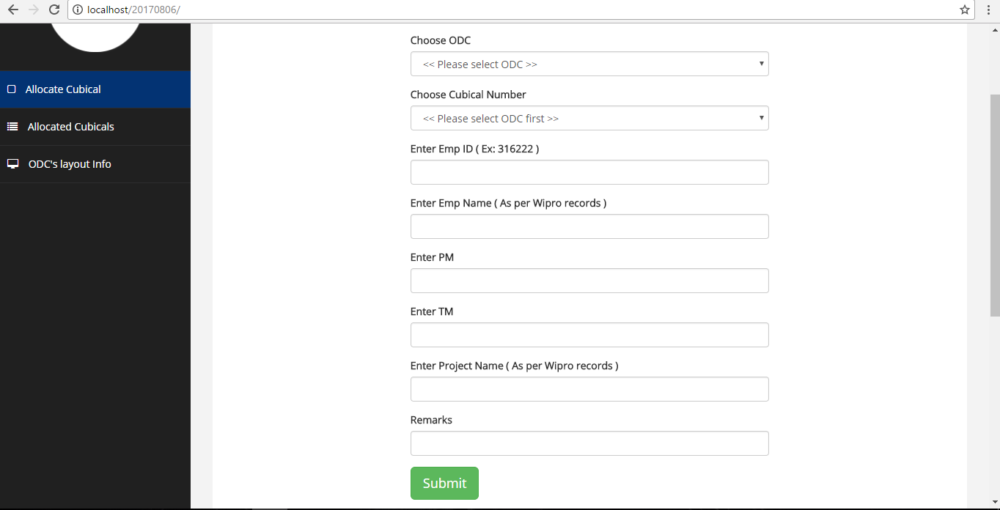 localhost/20170806/
Choose ODC
<< Please select ODC >>
Allocate Cubical
Choose Cubical Number
<< Please select ODC first >>
Allocated Cubicals
Enter Emp ID ( Ex: 316222 )
ODC's layout Info
Enter Emp Name ( As per Wipro records )
Enter PM
Enter TM
Enter Project Name ( As per Wipro records )
Remarks
Submit